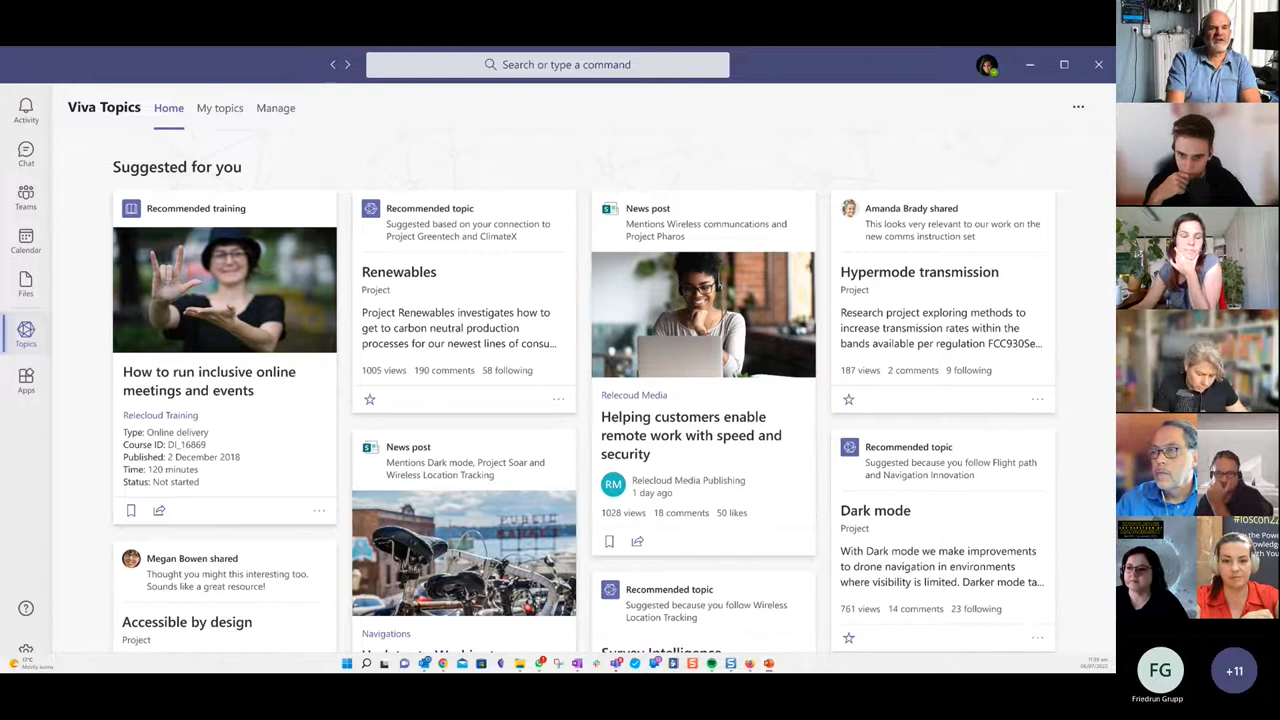 Search or type a command
Activity
Chat
Teams
Calendar
Files
Topics
Apps
Viva Topics Home My topics Manage
Suggested for you
Recommended training
How to run inclusive online
meetings and events
Relecloud Training
Type: Online delivery
Course ID: DI_16869
Published: 2 December 2018
Time: 120 minutes
Status: Not started
Megan Bowen shared
Thought you might this interesting too.
Sounds like a great resource!
Accessible by design
Project
Recommended topic
Suggested based on your connection to
Project Greentech and ClimateX
Renewables
Project
Project Renewables investigates how to
get to carbon neutral production
processes for our newest lines of consu...
1005 views 190 comments 58 following
News post
Mentions Dark mode, Project Soar and
Wireless Location Tracking
PUBLIC
Navigations
News post
Mentions Wireless communcations and
Project Pharos
Relecoud Media
Helping customers enable
remote work with speed and
security
RM
Relecloud Media Publishing
1 day ago
1028 views 18 comments 50 likes
Recommended topic
Suggested because you follow Wireless
Location Tracking
Survey Intelligence
Amanda Brady shared
This looks very relevant to our work on the
new comms instruction set
Hypermode transmission
Project
Research project exploring methods to
increase transmission rates within the
bands available per regulation FCC930Se...
187 views 2 comments 9 following
Recommended topic
Suggested because you follow Flight path
and Navigation Innovation
Dark mode
Project
With Dark mode we make improvements
to drone navigation in environments
where visibility is limited. Darker mode ta...
761 views 14 comments 23 following
17°C
Mostly sunny
FG
Friedrun Grupp
+11